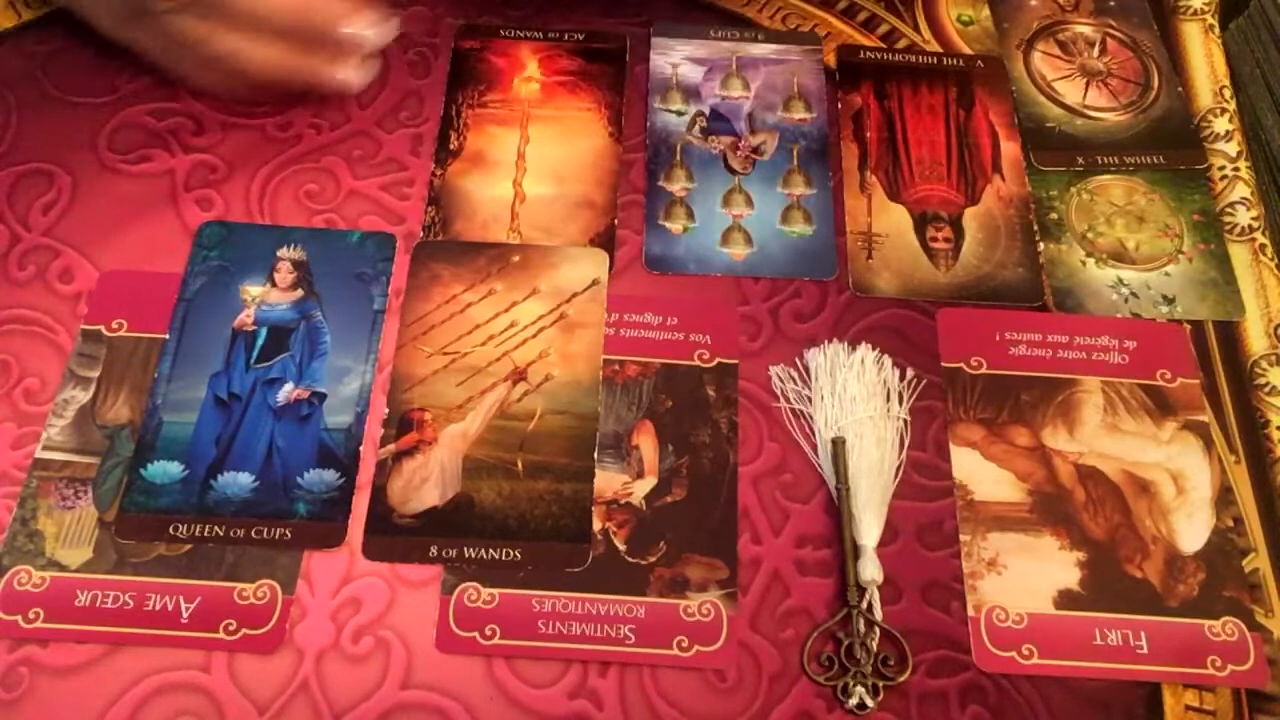 ACE OF WANDS
9 OF CUPS
V - THE HIEROPHANT
X - THE WHEEL
QUEEN OF CUPS
8 OF WANDS
Vos sentiments
et dignes
Offrez votre énergie
de légèreté aux autres !
ÂME SŒUR
SENTIMENTS
ROMANTIQUES
FLIRT